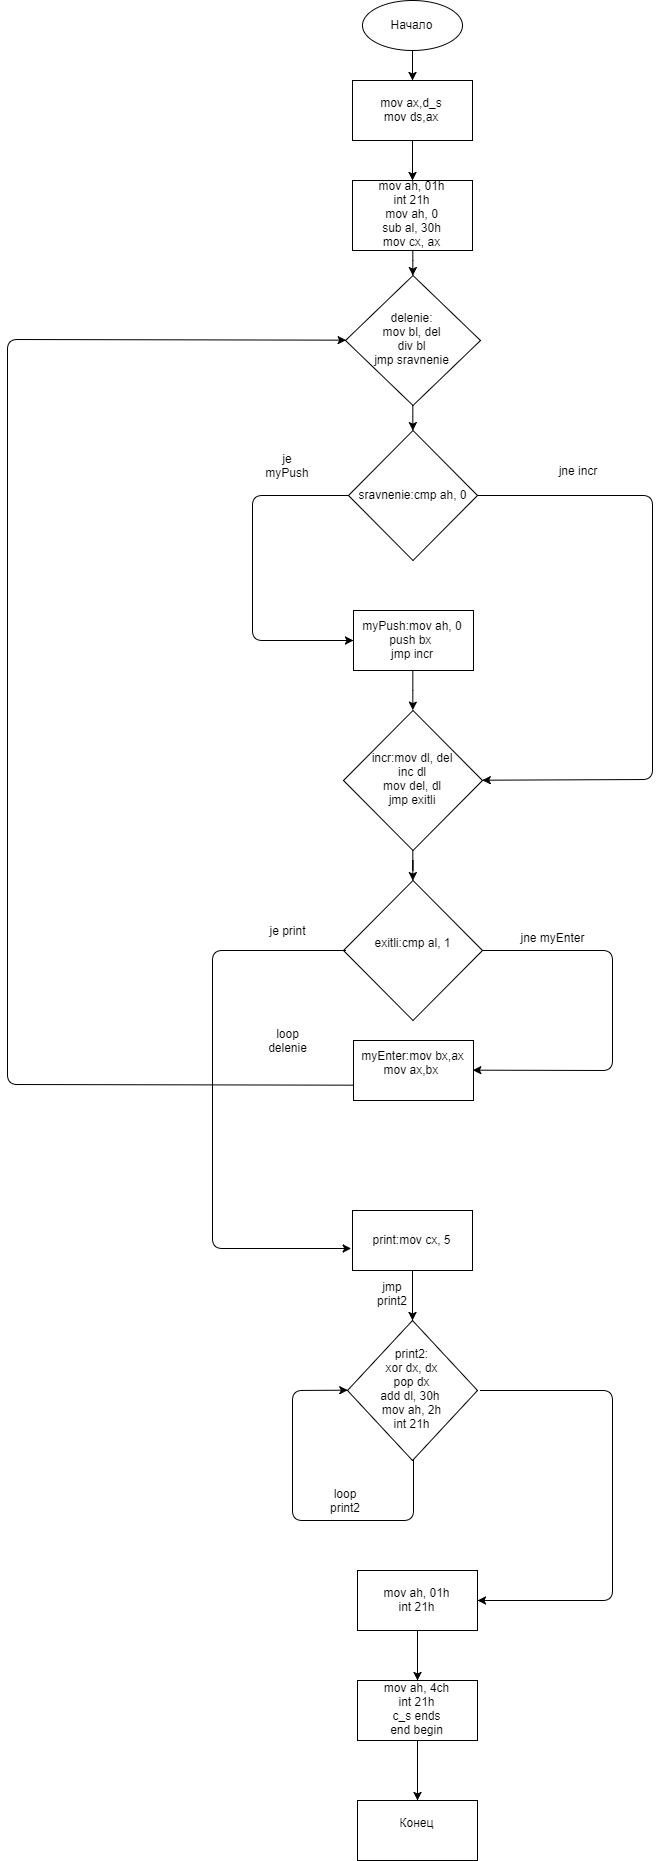 Начало
mov ax,d_s
mov ds,ax
mov ah, 01h
int 21h
mov ah, 0
sub al, 30h
mov cx, ax
delenie:
mov bl, del
div bl
jmp sravnenie
je
myPush
jne incr
sravnenie:cmp ah, 0
myPush:mov ah, 0
push bx
jmp incr
incr:mov dl, del
inc dl
mov del, dl
jmp exitli
je print
jne myEnter
exitli:cmp al, 1
loop
delenie
myEnter:mov bx,ax
mov ax,bx
print:mov cx, 5
jmp
print2
print2:
xor dx, dx
pop dx
add dl, 30h
mov ah, 2h
int 21h
loop
print2
mov ah, 01h
int 21h
mov ah, 4ch
int 21h
c_s ends
end begin
Конец